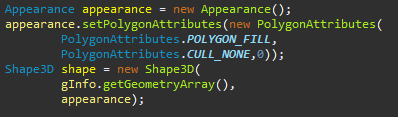 Appearance appearance = new Appearance();
appearance.setPolygonAttributes(new PolygonAttributes(
        PolygonAttributes.POLYGON_FILL,
        PolygonAttributes.CULL_NONE,0));
Shape3D shape = new Shape3D(
        gInfo.getGeometryArray(),
        appearance);